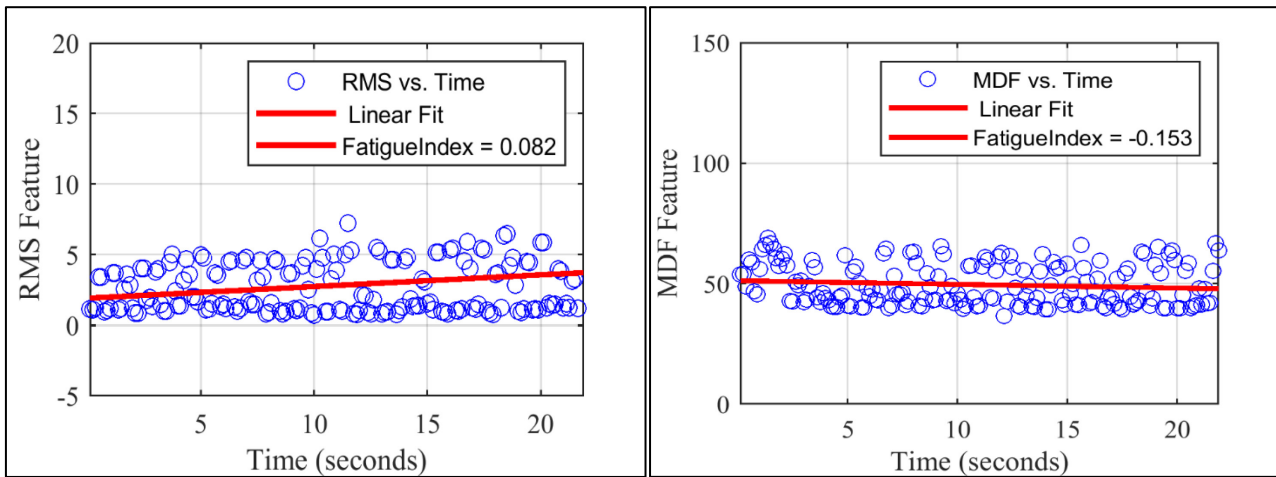 20
15
10
5
0
-5
RMS Feature
RMS vs. Time
Linear Fit
FatigueIndex = 0.082
5
10
15
20
Time (seconds)
150
100
50
0
MDF Feature
MDF vs. Time
Linear Fit
FatigueIndex = -0.153
5
10
15
20
Time (seconds)